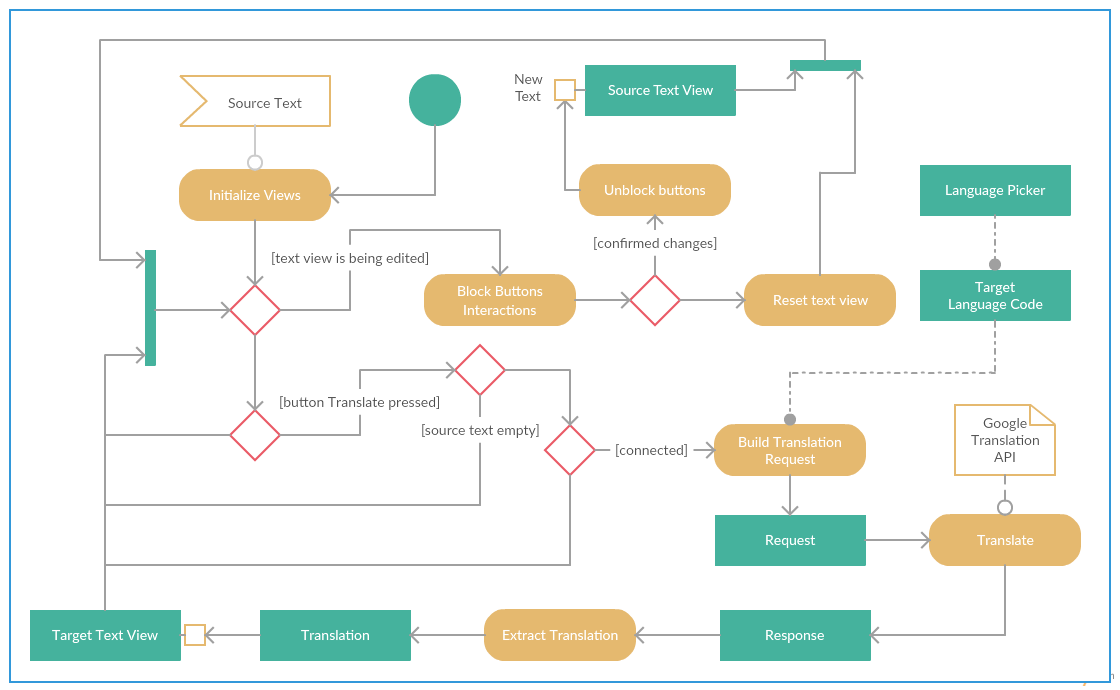 New
Text
Source Text View
Source Text
Initialize Views
Unblock buttons
Language Picker
[confirmed changes]
[text view is being edited]
Block Buttons
Interactions
Reset text view
Target
Language Code
[button Translate pressed]
[source text empty]
[connected]
Build Translation
Request
Google
Translation
API
Request
Translate
Target Text View
Translation
Extract Translation
Response